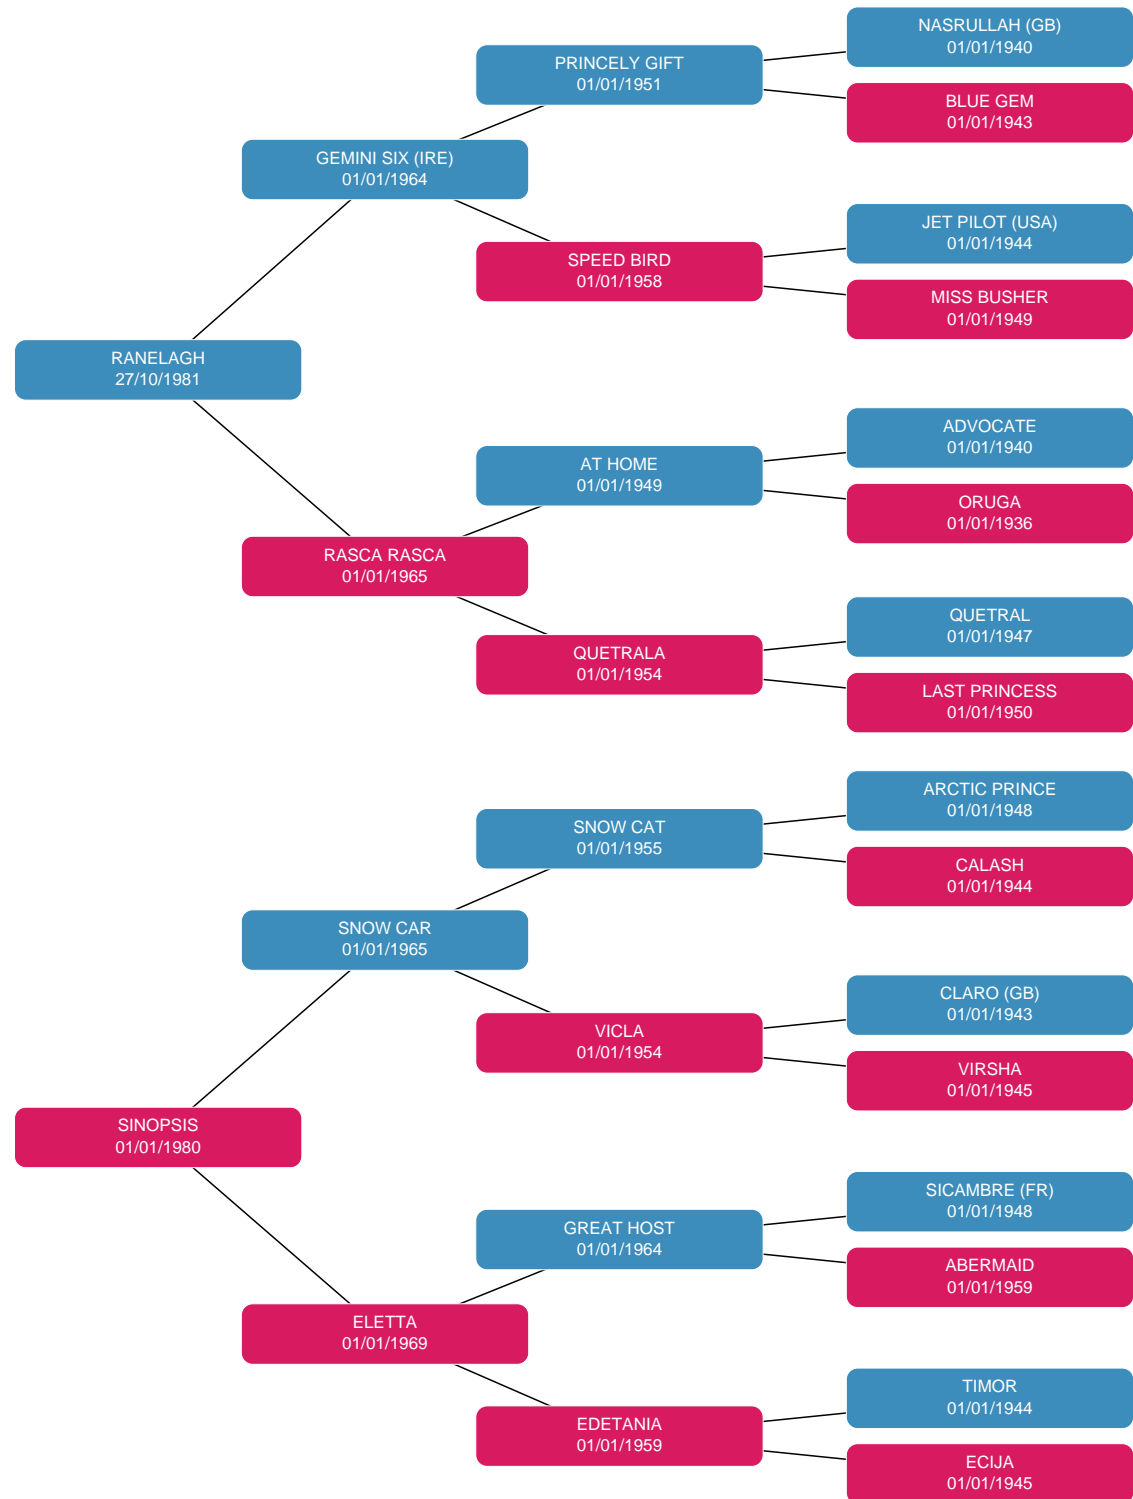 NASRULLAH (GB)
01/01/1940
PRINCELY GIFT
01/01/1951
BLUE GEM
01/01/1943
GEMINI SIX (IRE)
01/01/1964
JET PILOT (USA)
01/01/1944
SPEED BIRD
01/01/1958
MISS BUSHER
01/01/1949
RANELAGH
27/10/1981
ADVOCATE
01/01/1940
AT HOME
01/01/1949
ORUGA
01/01/1936
RASCA RASCA
01/01/1965
QUETRAL
01/01/1947
QUETRALA
01/01/1954
LAST PRINCESS
01/01/1950
ARCTIC PRINCE
01/01/1948
SNOW CAT
01/01/1955
CALASH
01/01/1944
SNOW CAR
01/01/1965
CLARO (GB)
01/01/1943
VICLA
01/01/1954
VIRSHA
01/01/1945
SINOPSIS
01/01/1980
SICAMBRE (FR)
01/01/1948
GREAT HOST
01/01/1964
ABERMAID
01/01/1959
ELETTA
01/01/1969
TIMOR
01/01/1944
EDETANIA
01/01/1959
ECIJA
01/01/1945